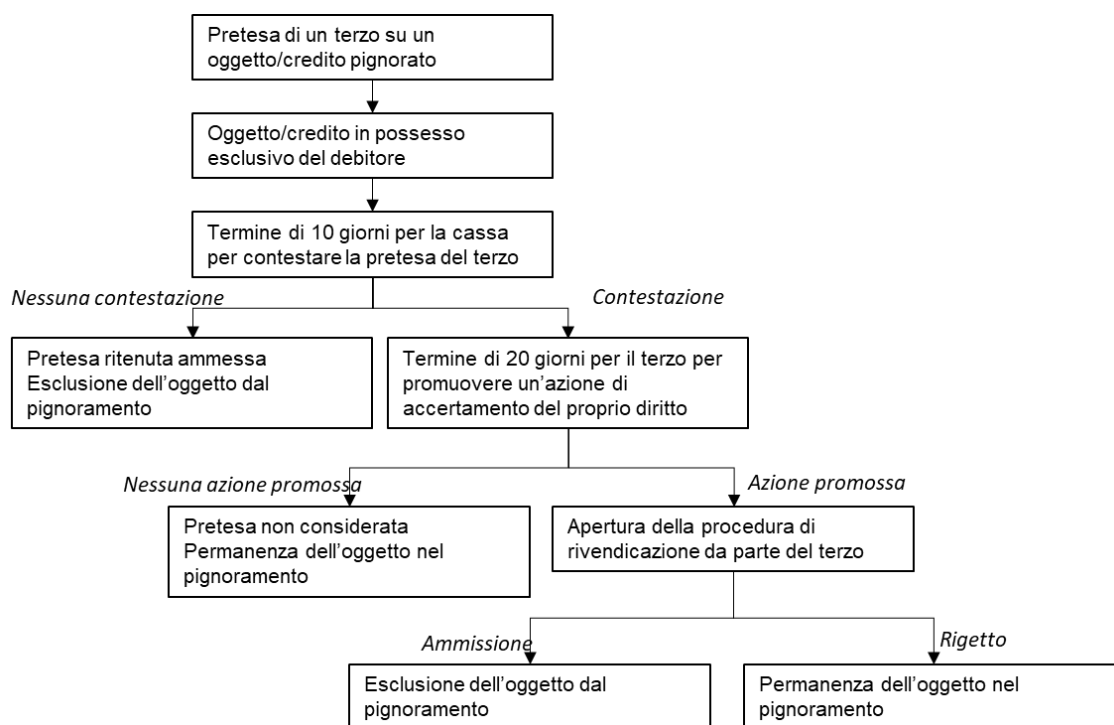 Pretesa di un terzo su un
oggetto/credito pignorato
Oggetto/credito in possesso
esclusivo del debitore
Termine di 10 giorni per la cassa
per contestare la pretesa del terzo
Nessuna contestazione
Contestazione
Pretesa ritenuta ammessa
Esclusione dell'oggetto dal
pignoramento
Termine di 20 giorni per il terzo per
promuovere un'azione di
accertamento del proprio diritto
Nessuna azione promossa
Azione promossa
Pretesa non considerata
Permanenza dell'oggetto nel
pignoramento
Apertura della procedura di
rivendicazione da parte del terzo
Ammissione
Rigetto
Esclusione dell'oggetto dal
pignoramento
Permanenza dell'oggetto nel
pignoramento